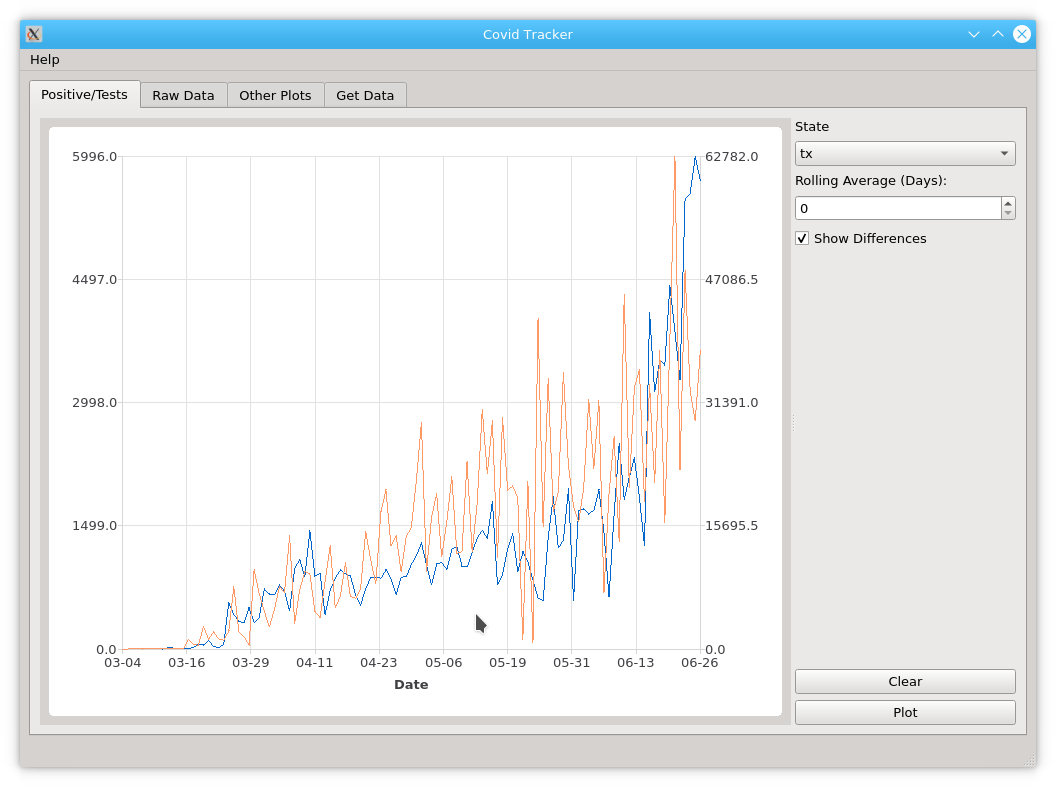 Covid Tracker
Help
Positive/Tests
Raw Data
Other Plots
Get Data
5996.0
4497.0
2998.0
1499.0
0.0
62782.0
47086.5
31391.0
15695.5
0.0
03-04 03-16 03-29 04-11 04-23 05-06 05-19 05-31 06-13 06-26
Date
State
tx
Rolling Average (Days):
0
Show Differences
Clear
Plot